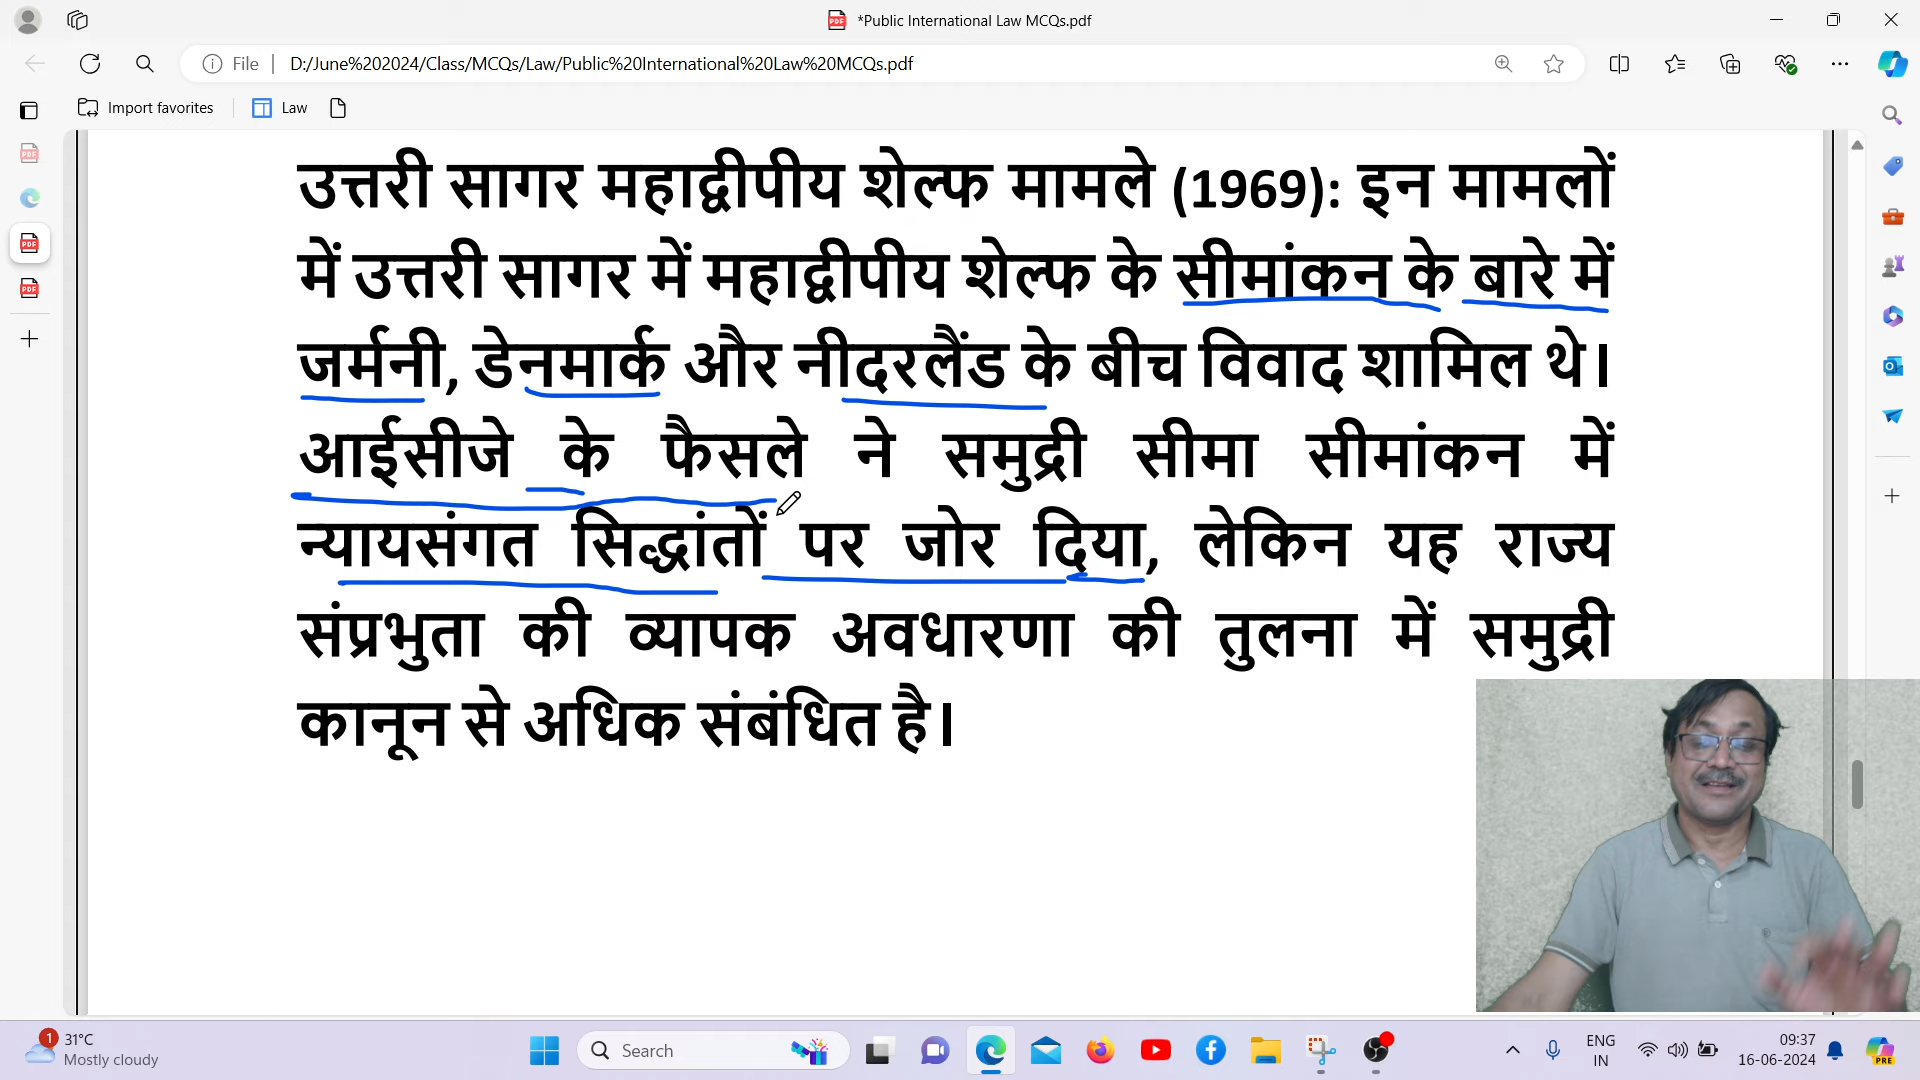 *Public International Law MCQs.pdf
File
D:/June%202024/Class/MCQs/Law/Public%20International%20Law%20MCQs.pdf
Import favorites
Law
उत्तरी सागर महाद्वीपीय शेल्फ मामले (1969): इन मामलों
में उत्तरी सागर में महाद्वीपीय शेल्फ के सीमांकन के बारे में
जर्मनी, डेनमार्क और नीदरलैंड के बीच विवाद शामिल थे।
आईसीजे के फैसले ने समुद्री सीमा सीमांकन में
न्यायसंगत सिद्धांतों पर जोर दिया, लेकिन यह राज्य
संप्रभुता की व्यापक अवधारणा की तुलना में समुद्री
कानून से अधिक संबंधित है।
1
31°C
Mostly cloudy
Search
ENG
IN
09:37
16-06-2024
PRE